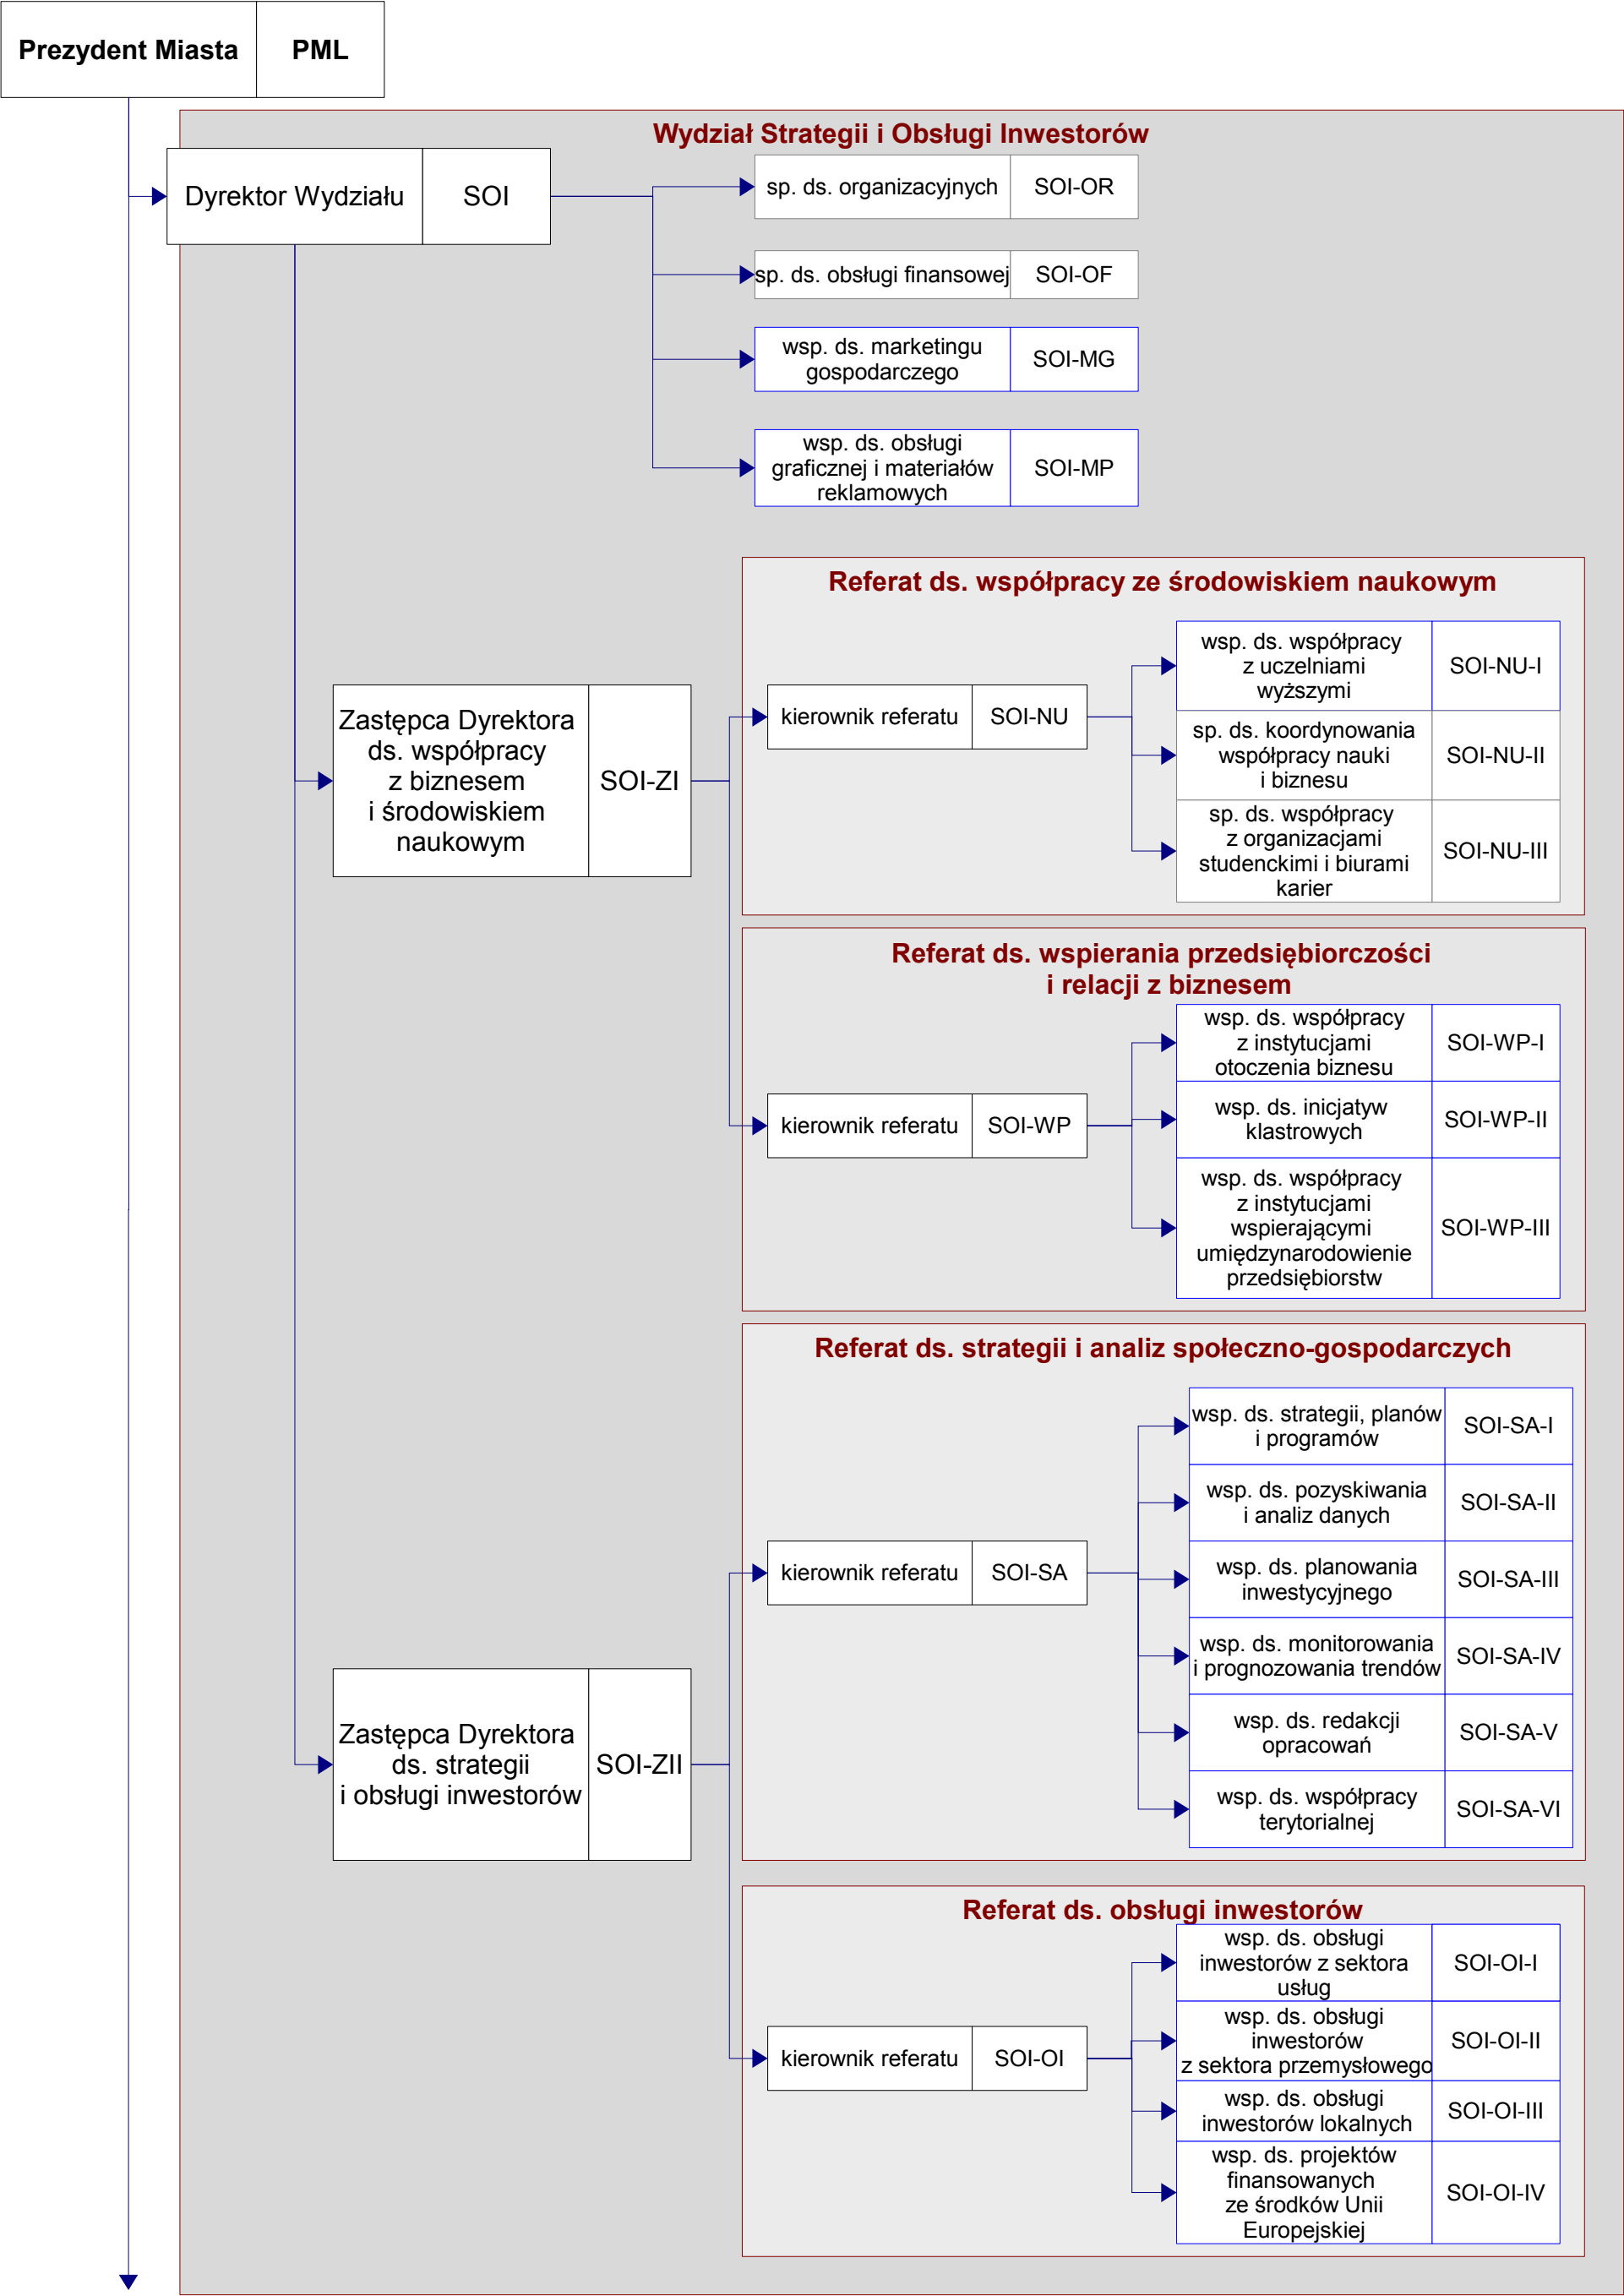 Prezydent Miasta
PML
Wydział Strategii i Obsługi Inwestorów
Dyrektor Wydziału
SOI
sp. ds. organizacyjnych
SOI-OR
sp. ds. obsługi finansowej
SOI-OF
wsp. ds. marketingu
gospodarczego
SOI-MG
wsp. ds. obsługi
graficznej i materiałów
reklamowych
SOI-MP
Zastępca Dyrektora
ds. współpracy
z biznesem
i środowiskiem
naukowym
SOI-ZI
Referat ds. współpracy ze środowiskiem naukowym
kierownik referatu
SOI-NU
wsp. ds. współpracy
z uczelniami
wyższymi
SOI-NU-I
sp. ds. koordynowania
współpracy nauki
i biznesu
SOI-NU-II
sp. ds. współpracy
z organizacjami
studenckimi i biurami
karier
SOI-NU-III
Referat ds. wspierania przedsiębiorczości
i relacji z biznesem
kierownik referatu
SOI-WP
wsp. ds. współpracy
z instytucjami
otoczenia biznesu
SOI-WP-I
wsp. ds. inicjatyw
klastrowych
SOI-WP-II
wsp. ds. współpracy
z instytucjami
wspierającymi
umiędzynarodowienie
przedsiębiorstw
SOI-WP-III
Zastępca Dyrektora
ds. strategii
i obsługi inwestorów
SOI-ZII
Referat ds. strategii i analiz społeczno-gospodarczych
kierownik referatu
SOI-SA
wsp. ds. strategii, planów
i programów
SOI-SA-I
wsp. ds. pozyskiwania
i analiz danych
SOI-SA-II
wsp. ds. planowania
inwestycyjnego
SOI-SA-III
wsp. ds. monitorowania
i prognozowania trendów
SOI-SA-IV
wsp. ds. redakcji
opracowań
SOI-SA-V
wsp. ds. współpracy
terytorialnej
SOI-SA-VI
Referat ds. obsługi inwestorów
kierownik referatu
SOI-OI
wsp. ds. obsługi
inwestorów z sektora
usług
SOI-OI-I
wsp. ds. obsługi
inwestorów
z sektora przemysłowego
SOI-OI-II
wsp. ds. obsługi
inwestorów lokalnych
SOI-OI-III
wsp. ds. projektów
finansowanych
ze środków Unii
Europejskiej
SOI-OI-IV